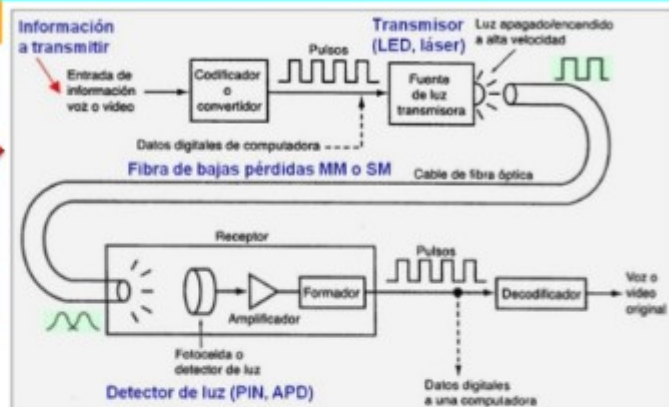 Información
a transmitir
Entrada de
información
voz o video
Codificador
o
convertidor
Pulsos
Transmisor
(LED, láser)
Luz apagado/encendido
a alta velocidad
Fuente
de luz
transmisora
Datos digitales de computadora
Fibra de bajas pérdidas MM o SM
Cable de fibra óptica
Receptor
Amplificador
Formador
Pulsos
Decodificador
Voz o
video
original
Fotocelda o
detector de luz
Detector de luz (PIN, APD)
Datos digitales
a una computadora